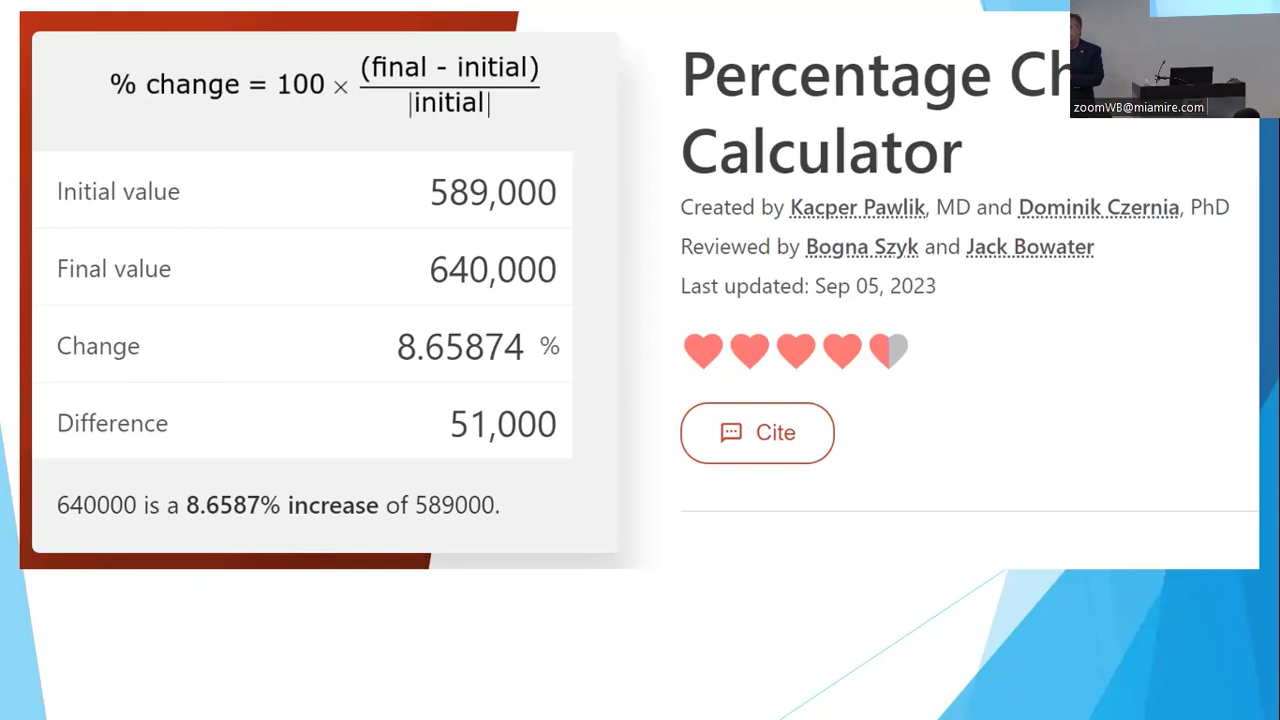 % change = 100 × (final - initial)
|initial|
Initial value 589,000
Final value 640,000
Change 8.65874 %
Difference 51,000
640000 is a 8.6587% increase of 589000.
Percentage
Calculator
Created by Kacper Pawlik, MD and Dominik Czernia, PhD
Reviewed by Bogna Szyk and Jack Bowater
Last updated: Sep 05, 2023
Cite
zoomWB@miamire.com